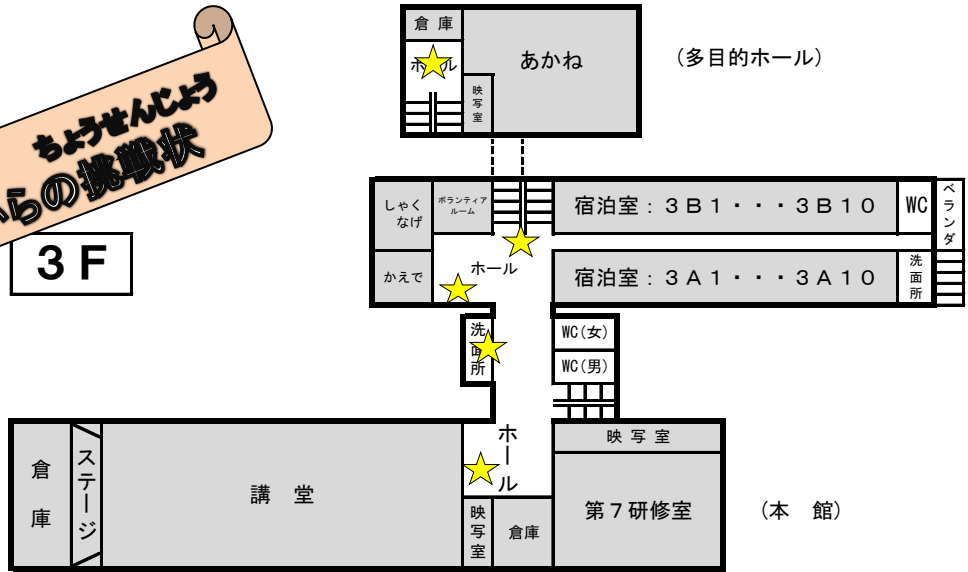 ちょうせんじょう
からの挑戦状
3F
倉庫
ホール
映写室
あかね
(多目的ホール)
しゃくなげ
ボランティアルーム
宿泊室：3B1・・・3B10
WC
ベランダ
かえで
ホール
宿泊室：3A1・・・3A10
洗面所
洗面所
WC(女)
WC(男)
倉庫
ステージ
講堂
ホール
映写室
倉庫
映写室
第7研修室
(本館)